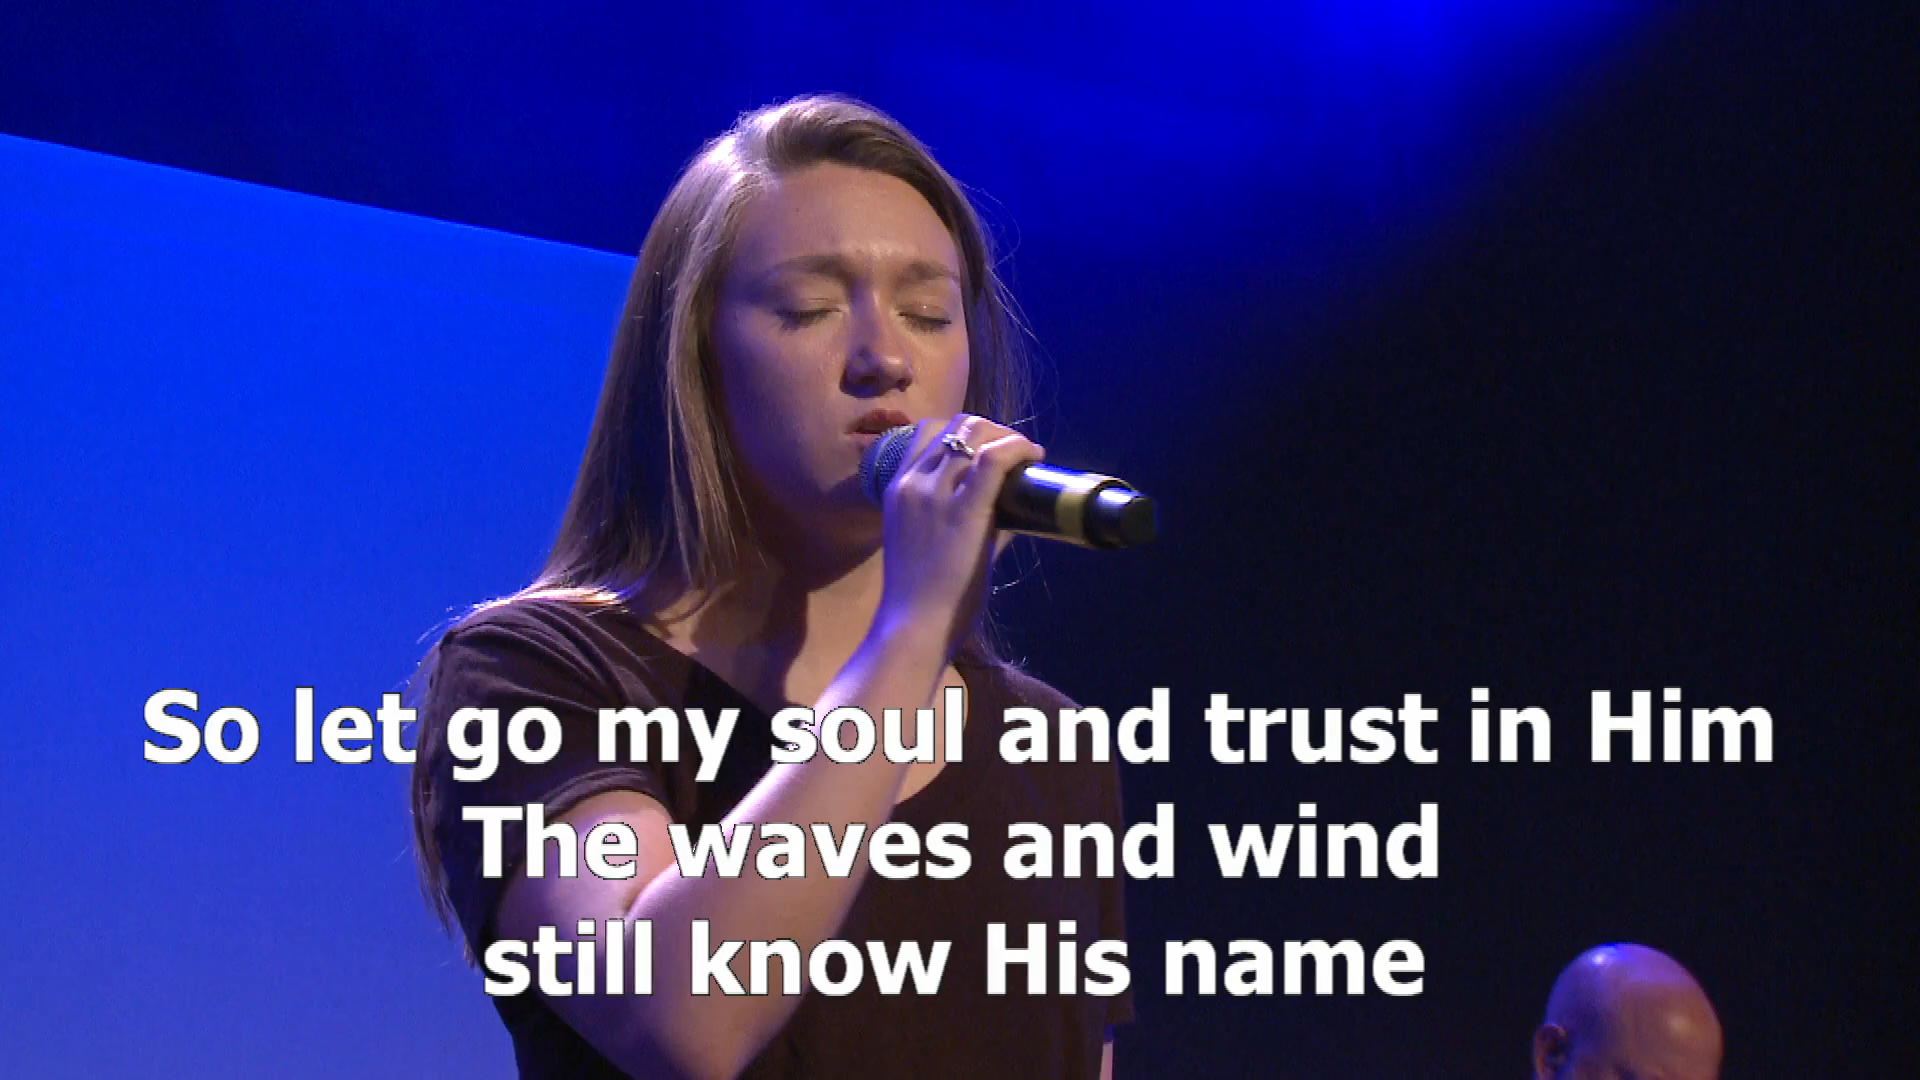 So let go my soul and trust in Him
The waves and wind
still know His name